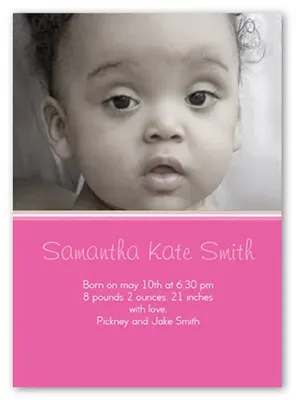 Samantha Kate Smith
Born on may 10th at 6:30 pm
8 pounds 2 ounces. 21 inches
with love.
Pickney and Jake Smith